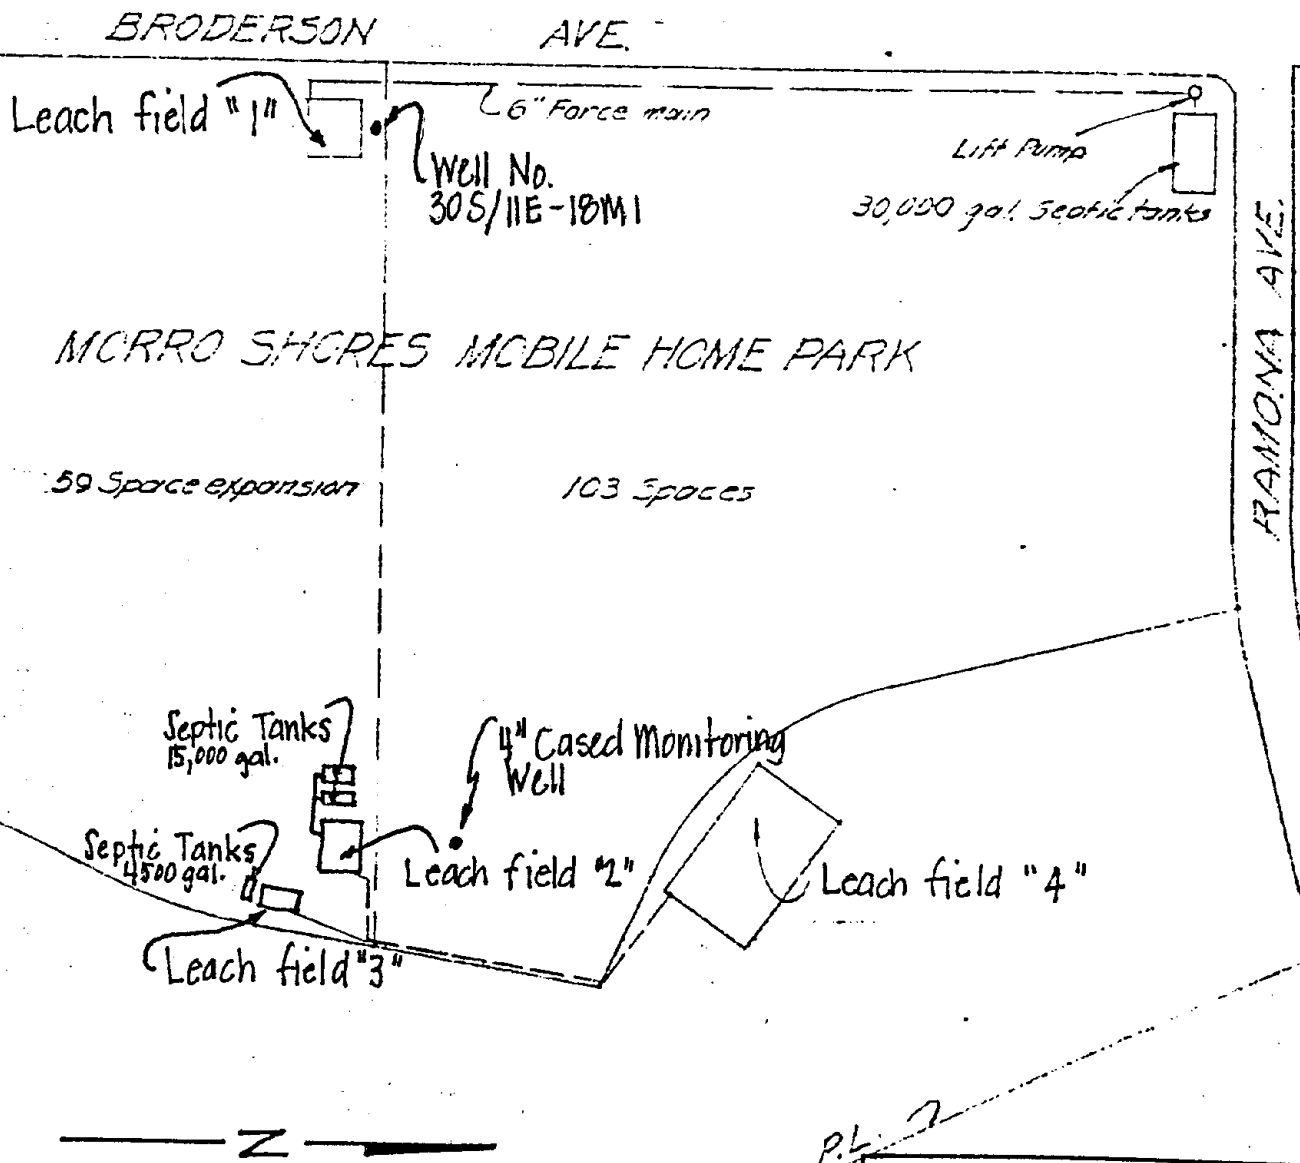 BRODERSON AVE.
Leach field "1"
6" Force main
Lift Pump
Well No.
30S/11E-18M1
30,000 gal. Septic tanks
RAMONA AVE.
MORRO SHORES MOBILE HOME PARK
59 Space expansion
103 Spaces
Septic Tanks
15,000 gal.
4" Cased Monitoring
Well
Septic Tanks
4500 gal.
Leach field "2"
Leach field "4"
Leach field "3"
N
P.L.